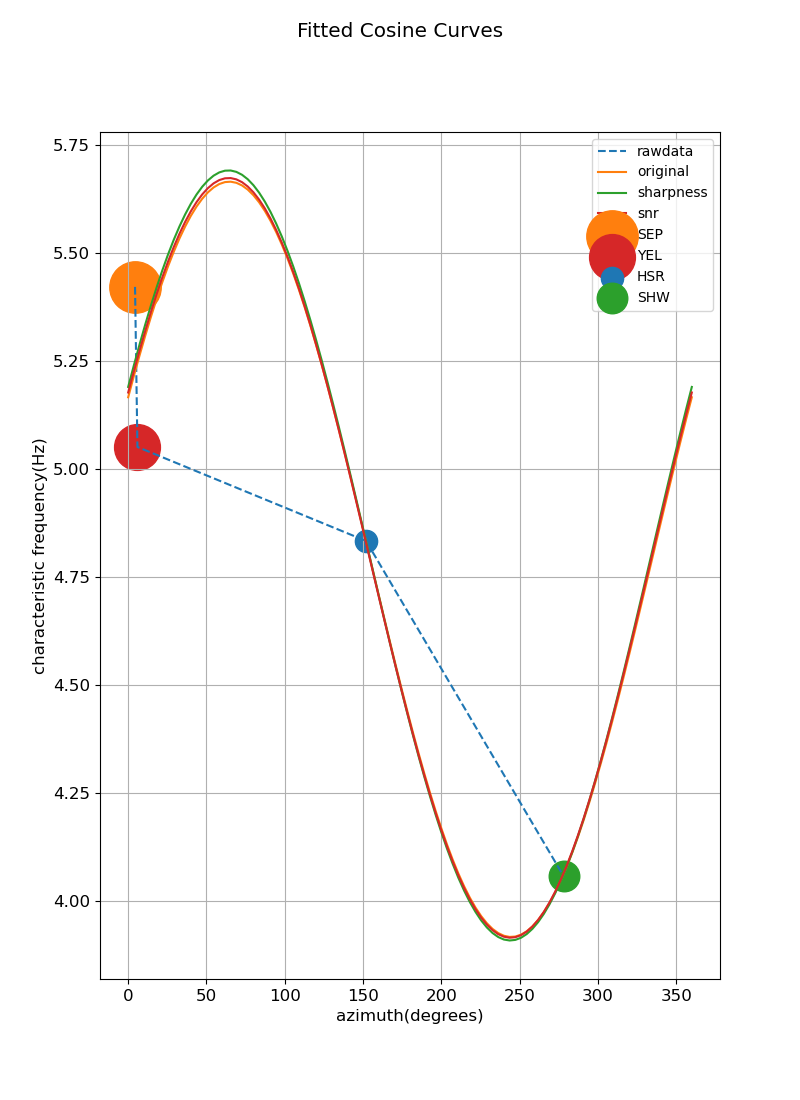 Fitted Cosine Curves
rawdata
original
sharpness
snr
SEP
YEL
HSR
SHW
5.75
5.50
5.25
5.00
4.75
4.50
4.25
4.00
characteristic frequency(Hz)
0 50 100 150 200 250 300 350
azimuth(degrees)